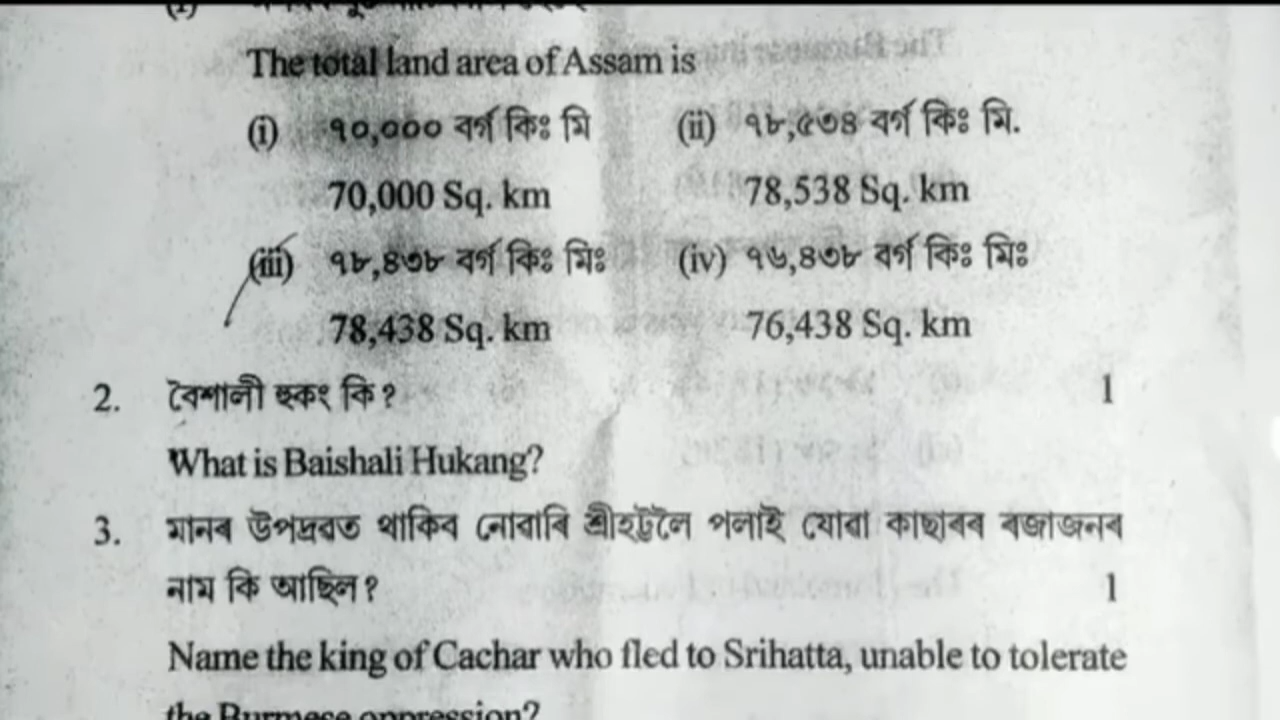 The total land area of Assam is
(i) ৭০,০০০ বৰ্গ কিঃ মি (ii) ৭৮,৫৩৪ বৰ্গ কিঃ মি.
70,000 Sq. km 78,538 Sq. km
(iii) ৭৮,৪৩৮ বৰ্গ কিঃ মিঃ (iv) ৭৬,৪৩৮ বৰ্গ কিঃ মিঃ
78,438 Sq. km 76,438 Sq. km
2. বৈশালী হুকং কি? 1
What is Baishali Hukang?
3. মানৰ উপদ্ৰৱত থাকিব নোৱাৰি শ্ৰীহট্টলৈ পলাই যোৱা কাছাৰৰ ৰজাজনৰ
নাম কি আছিল? 1
Name the king of Cachar who fled to Srihatta, unable to tolerate
the Burmese oppression?